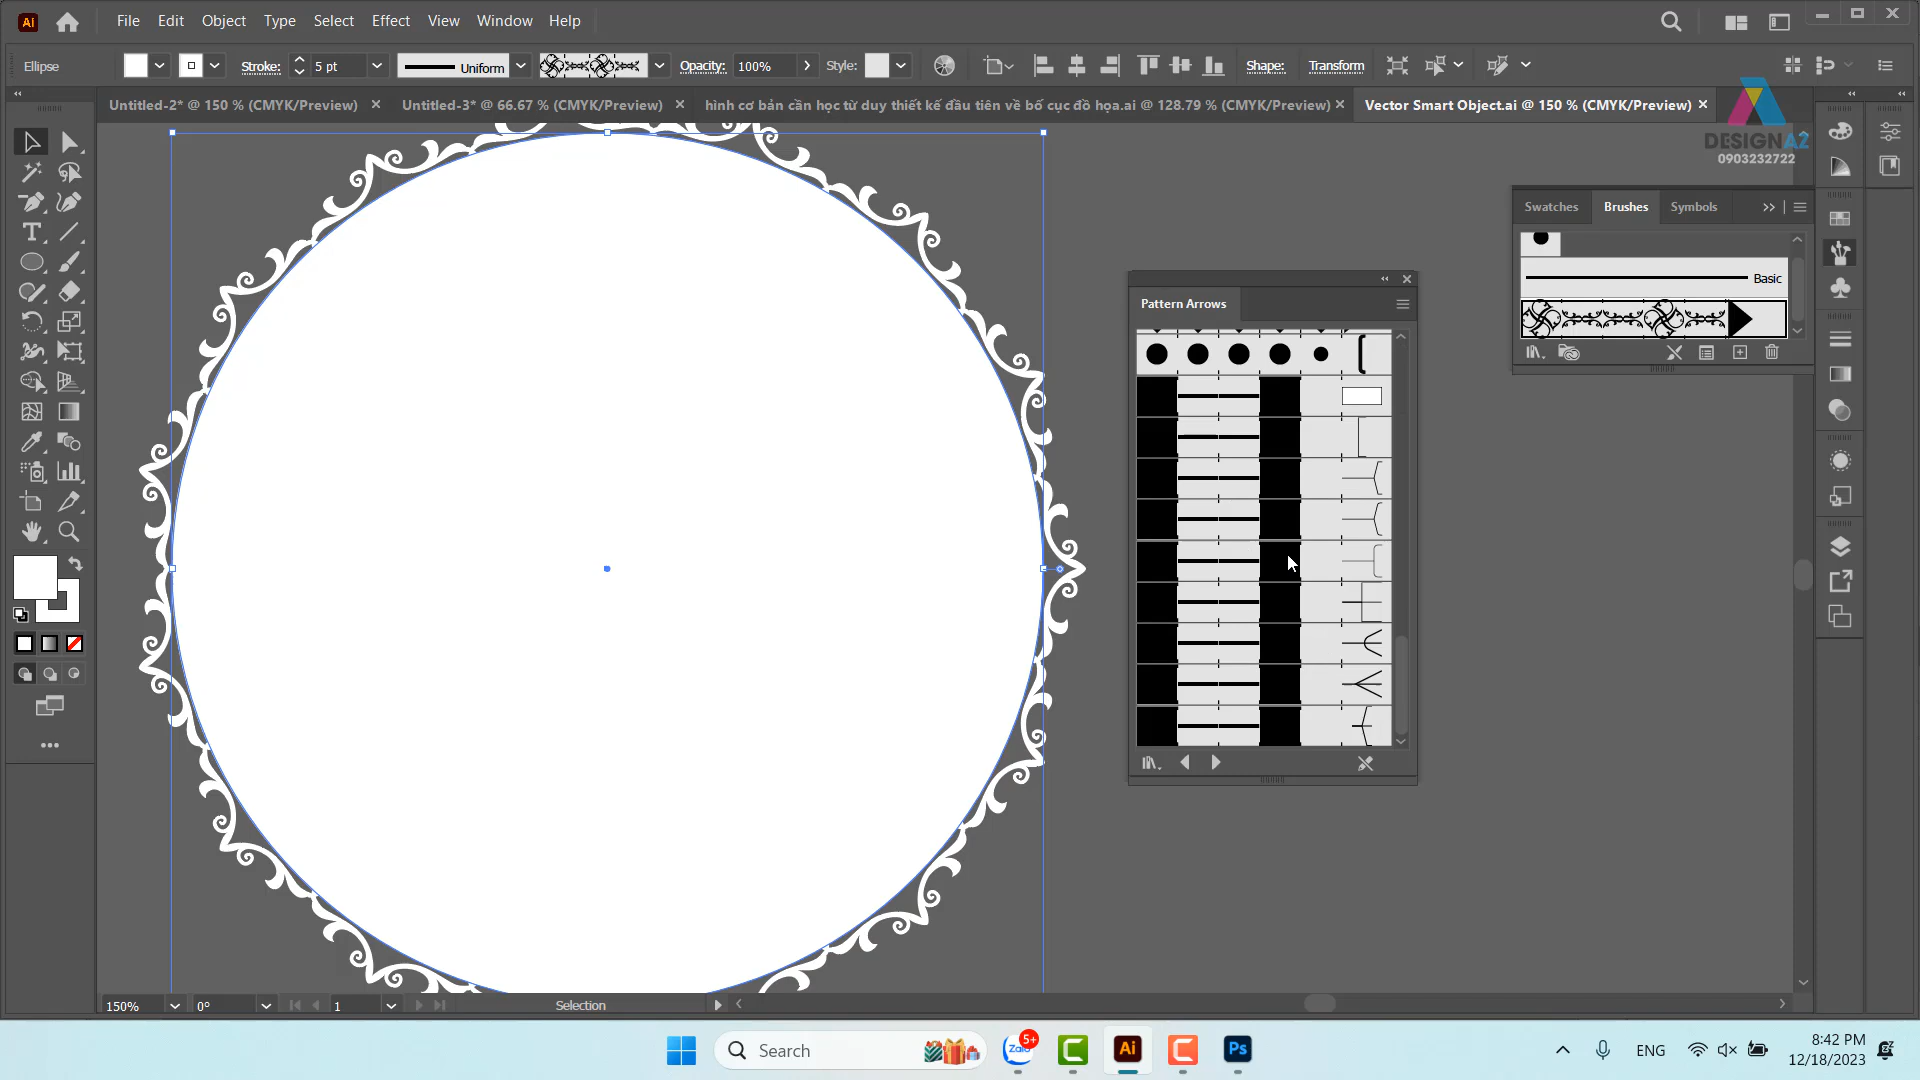 Ai File Edit Object Type Select Effect View Window Help
Ellipse Stroke: 5 pt Uniform Opacity: 100% Style: Shape: Transform
Untitled-2* @ 150 % (CMYK/Preview) Untitled-3* @ 66.67 % (CMYK/Preview) hình cơ bản cần học từ duy thiết kế đầu tiên về bố cục đồ họa.ai @ 128.79 % (CMYK/Preview) Vector Smart Object.ai @ 150 % (CMYK/Preview)
DESIGNA2
0903232722
Swatches Brushes Symbols
Basic
Pattern Arrows
150% 0° 1 Selection
Search Zalo 5+ Ai Ps ENG
8:42 PM
12/18/2023